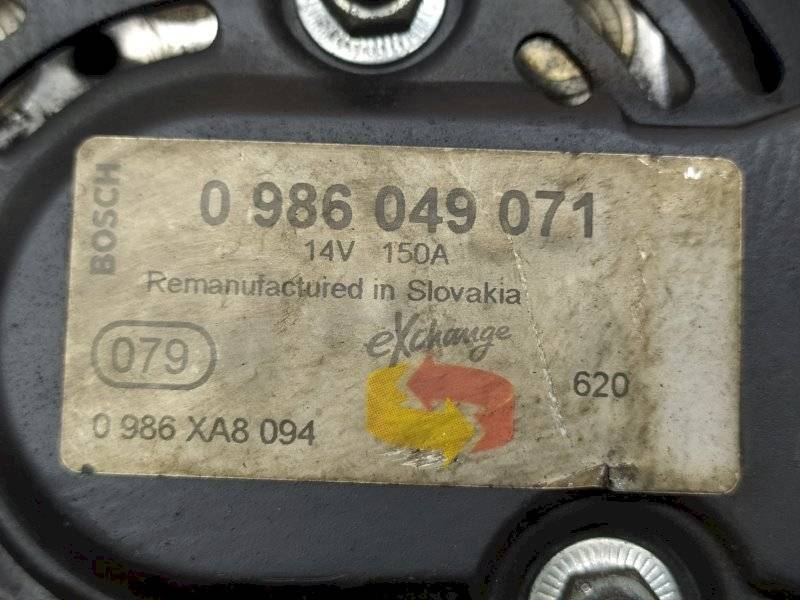 BOSCH
0 986 049 071
14V 150A
Remanufactured in Slovakia
eXchange
079
620
0 986 XA8 094